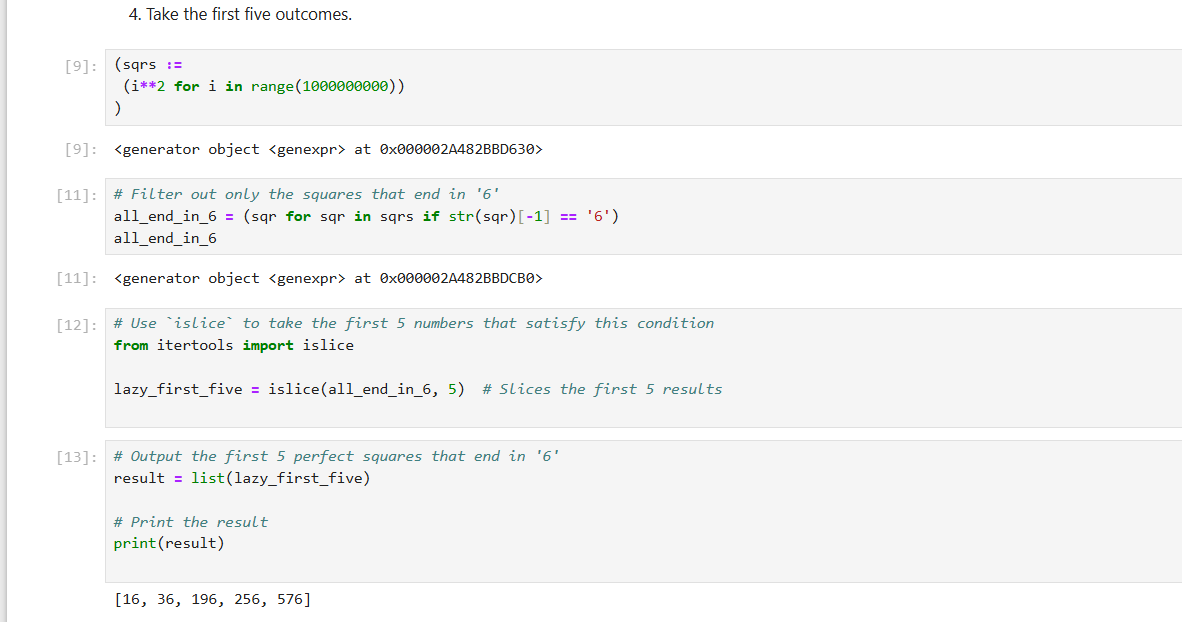 4. Take the first five outcomes.
[9]: (sqrs :=
(i**2 for i in range(1000000000))
)
[9]: <generator object <genexpr> at 0x000002A482BBD630>
[11]: # Filter out only the squares that end in '6'
all_end_in_6 = (sqr for sqr in sqrs if str(sqr)[-1] == '6')
all_end_in_6
[11]: <generator object <genexpr> at 0x000002A482BBDCB0>
[12]: # Use `islice` to take the first 5 numbers that satisfy this condition
from itertools import islice
lazy_first_five = islice(all_end_in_6, 5)  # Slices the first 5 results
[13]: # Output the first 5 perfect squares that end in '6'
result = list(lazy_first_five)
# Print the result
print(result)
[16, 36, 196, 256, 576]